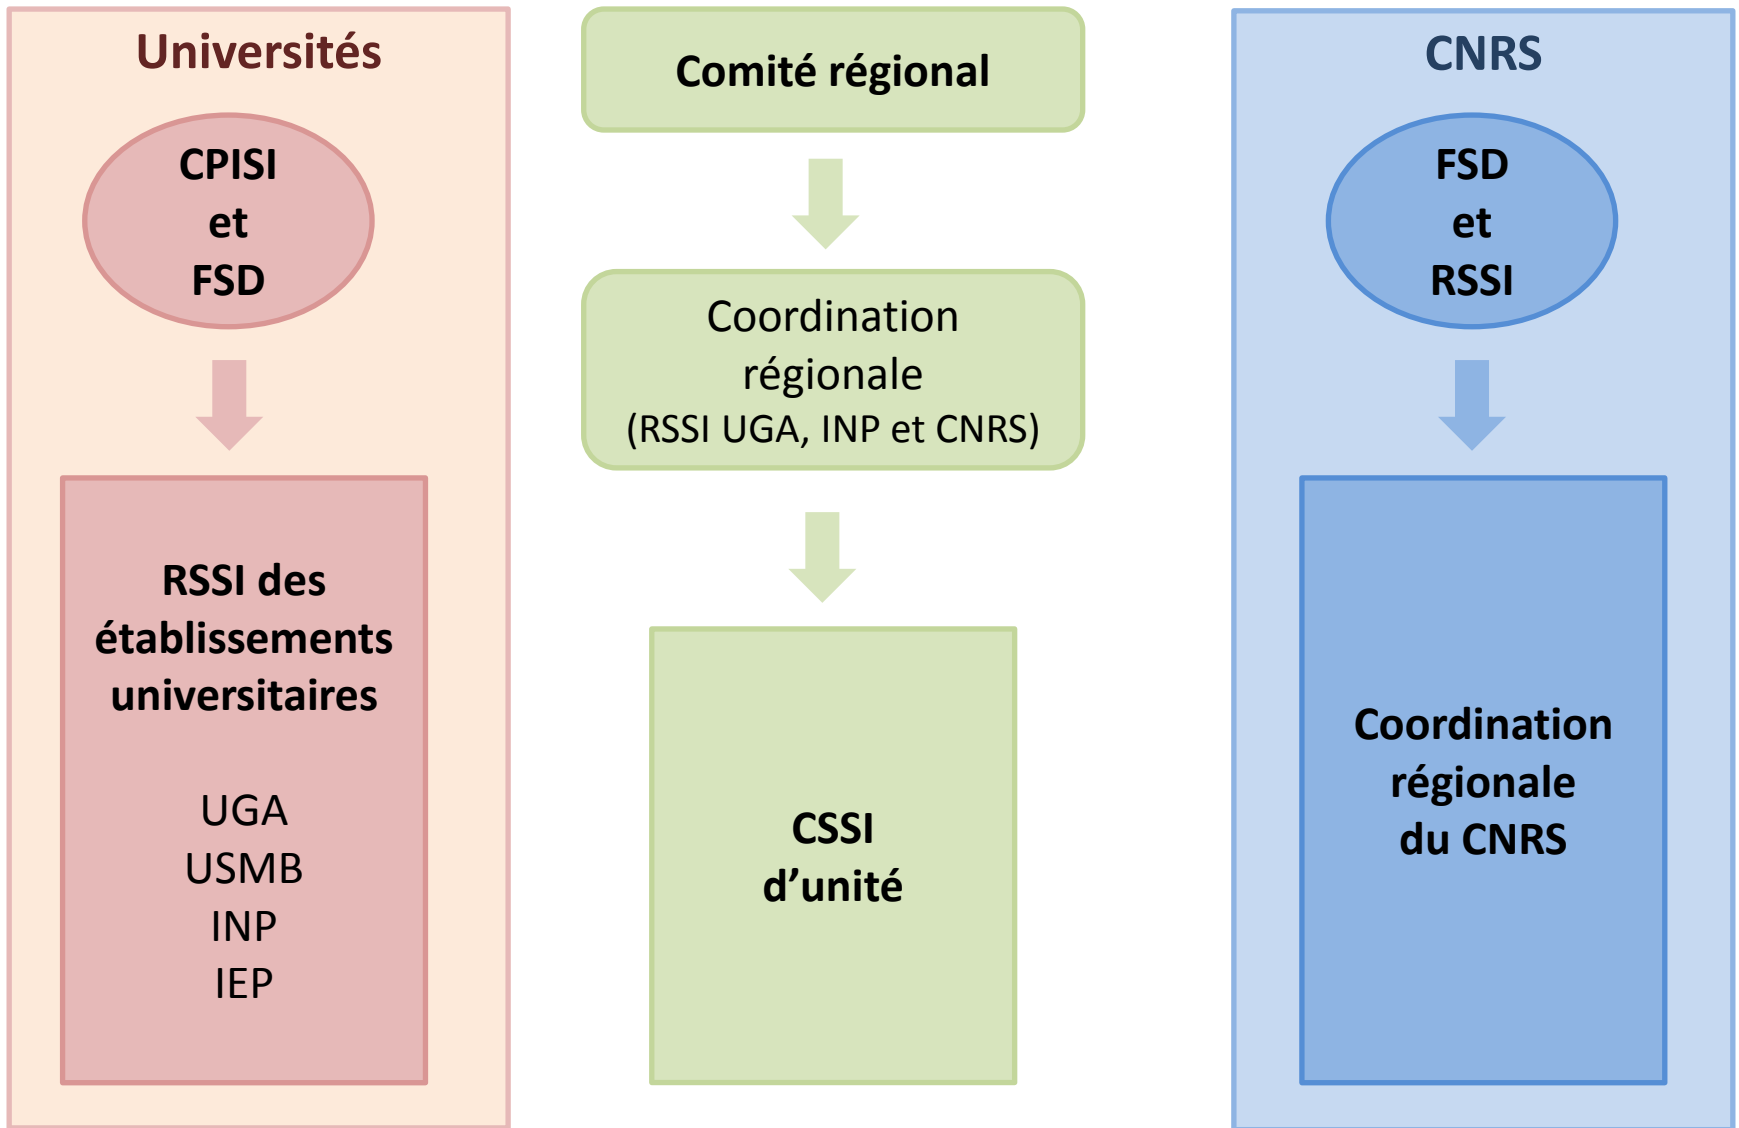 Universités
CPISI
et
FSD
RSSI des
établissements
universitaires
UGA
USMB
INP
IEP
Comité régional
Coordination
régionale
(RSSI UGA, INP et CNRS)
CSSI
d’unité
CNRS
FSD
et
RSSI
Coordination
régionale
du CNRS